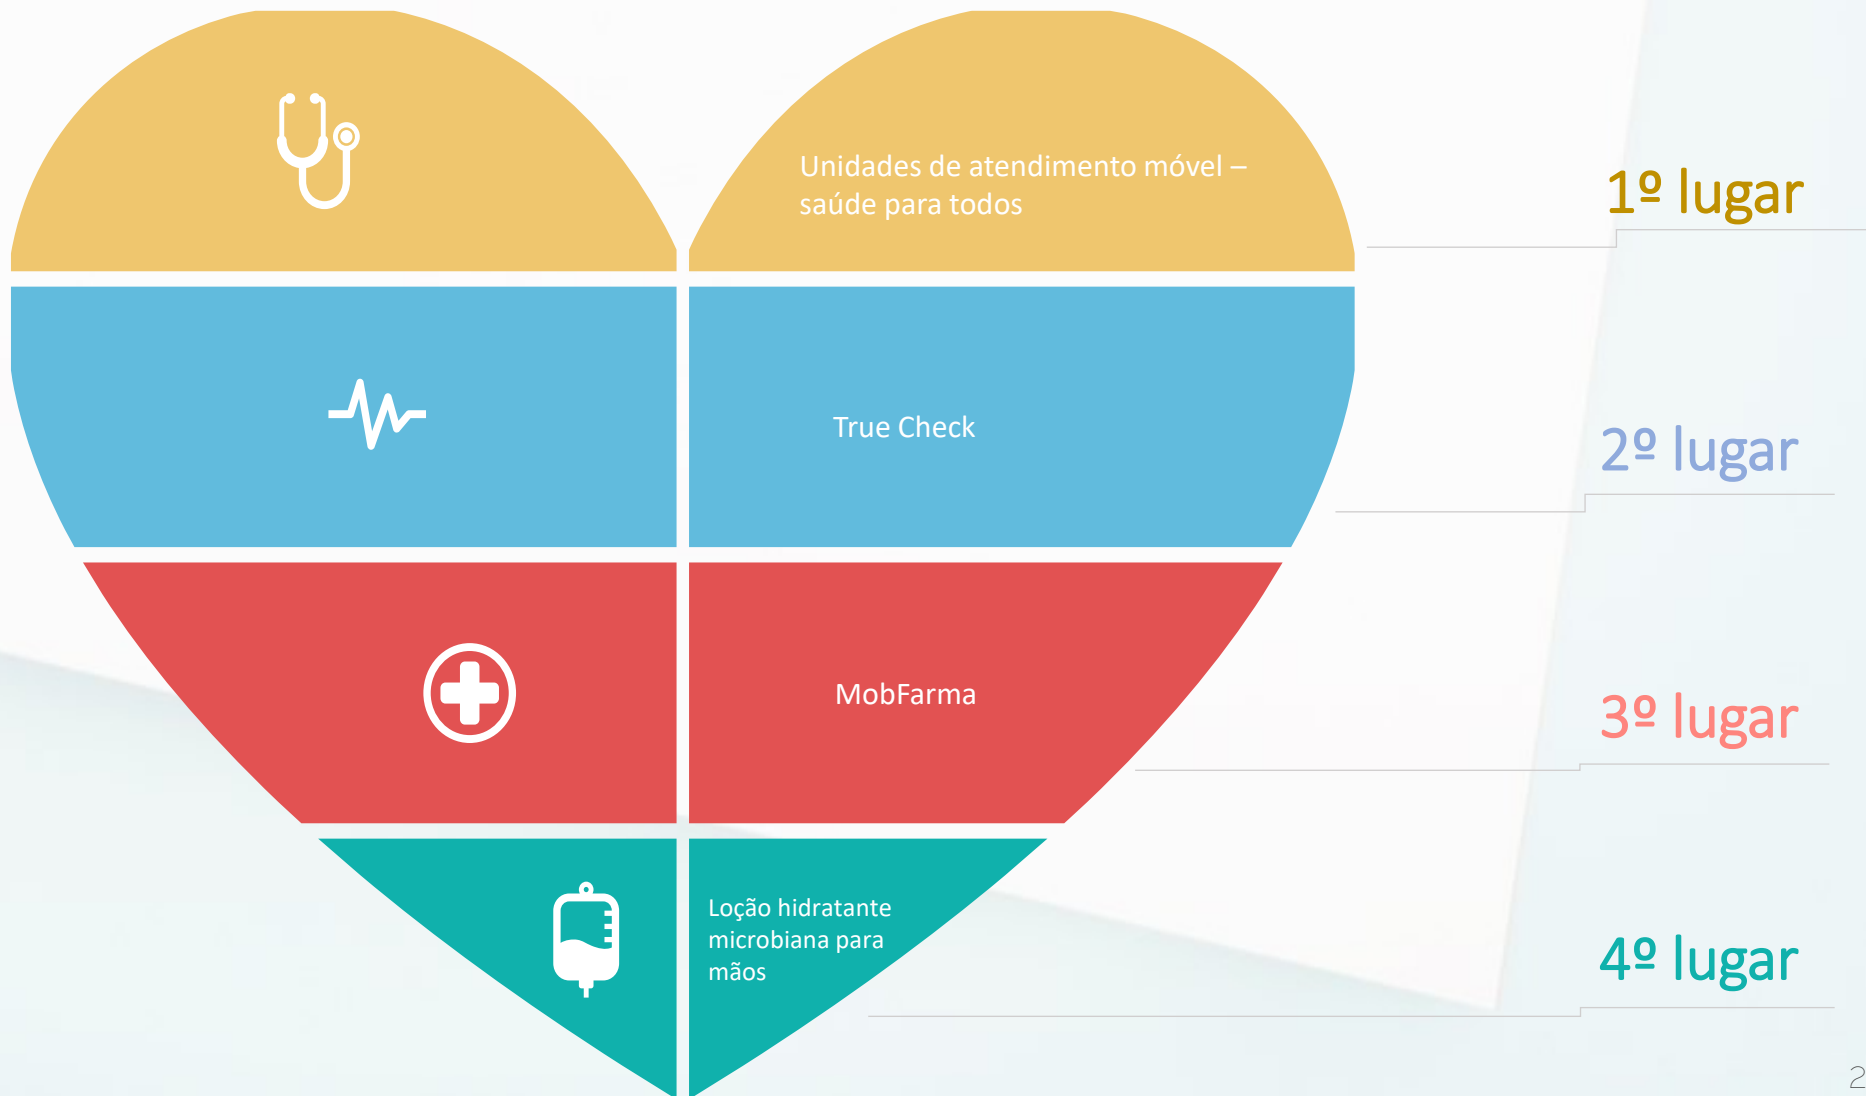 Unidades de atendimento móvel –
saúde para todos
1º lugar
True Check
2º lugar
MobFarma
3º lugar
Loção hidratante
microbiana para
mãos
4º lugar
2